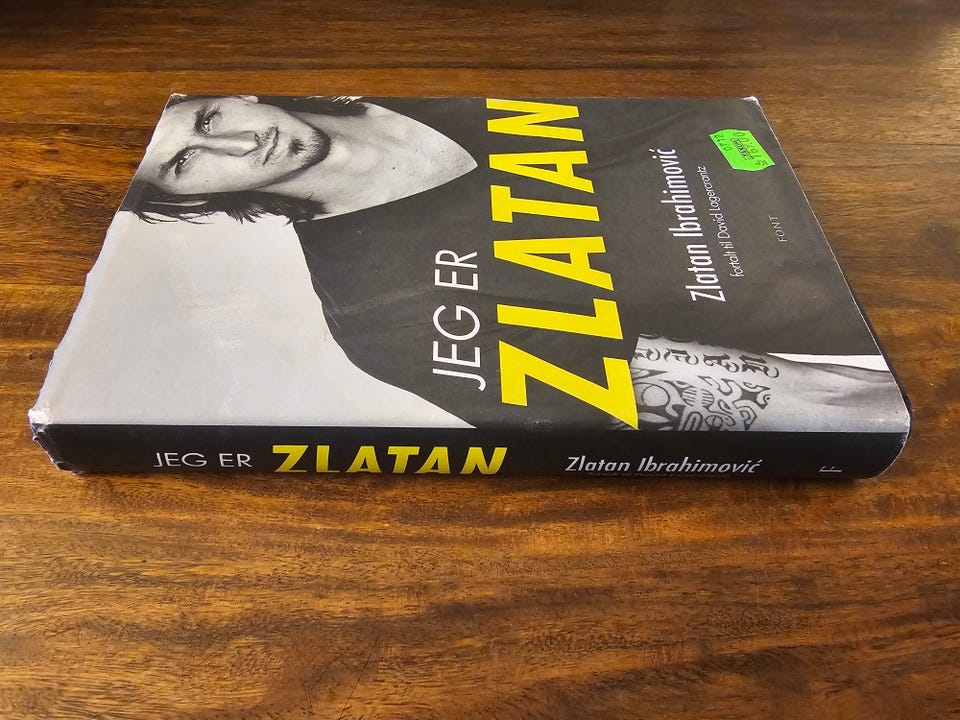 JEG ER
ZLATAN
Zlatan Ibrahimović
fortalt til David Lagercrantz
FONT
JEG ER
ZLATAN
Zlatan Ibrahimović
F